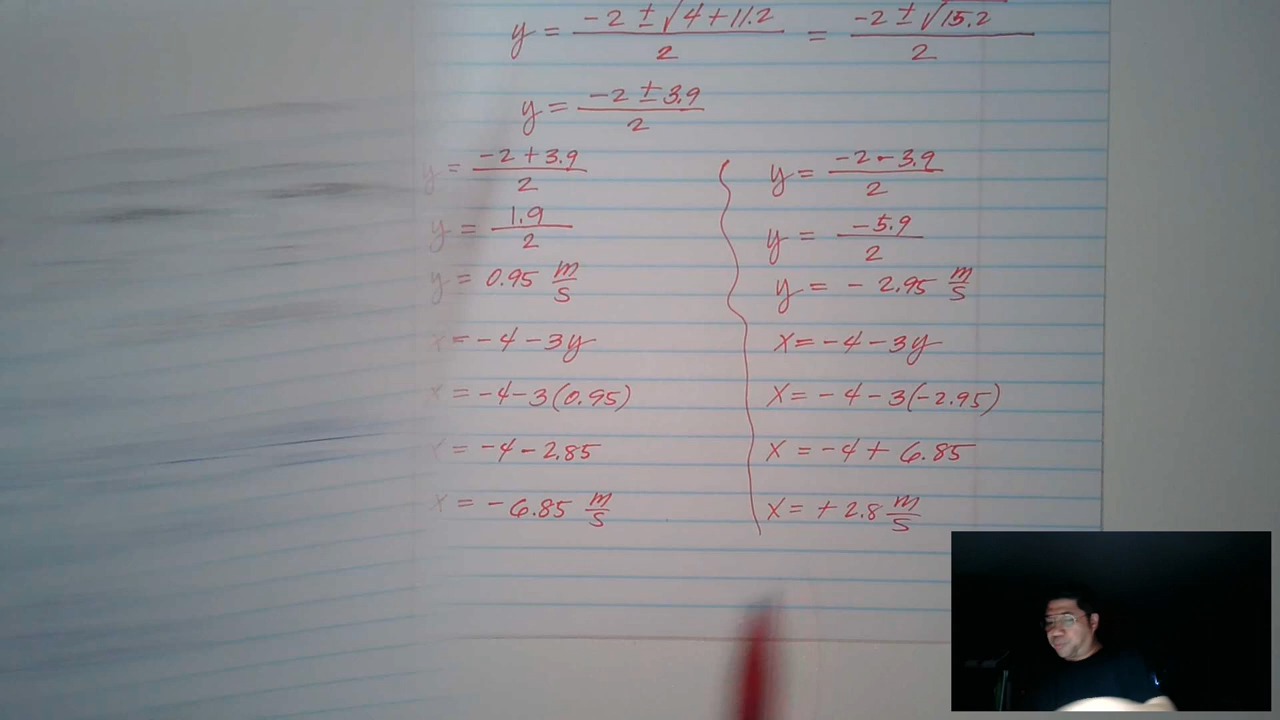 y = (-2 ± √(4 + 11.2)) / 2 = (-2 ± √15.2) / 2
y = (-2 ± 3.9) / 2
y = (-2 + 3.9) / 2
y = 1.9 / 2
y = 0.95 m/s
x = -4 - 3y
x = -4 - 3(0.95)
x = -4 - 2.85
x = -6.85 m/s
y = (-2 - 3.9) / 2
y = -5.9 / 2
y = -2.95 m/s
x = -4 - 3y
x = -4 - 3(-2.95)
x = -4 + 6.85
x = +2.8 m/s